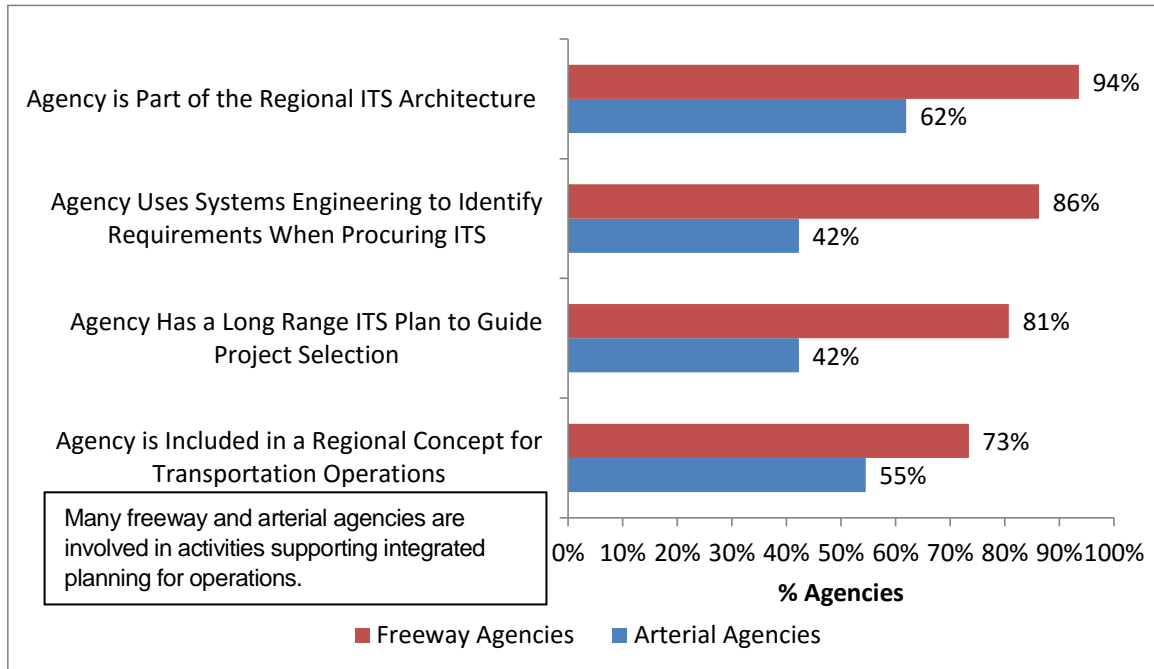 Agency is Part of the Regional ITS Architecture
94%
62%
Agency Uses Systems Engineering to Identify
Requirements When Procuring ITS
86%
42%
Agency Has a Long Range ITS Plan to Guide
Project Selection
81%
42%
Agency is Included in a Regional Concept for
Transportation Operations
73%
55%
Many freeway and arterial agencies are
involved in activities supporting integrated
planning for operations.
0% 10% 20% 30% 40% 50% 60% 70% 80% 90% 100%
% Agencies
Freeway Agencies Arterial Agencies